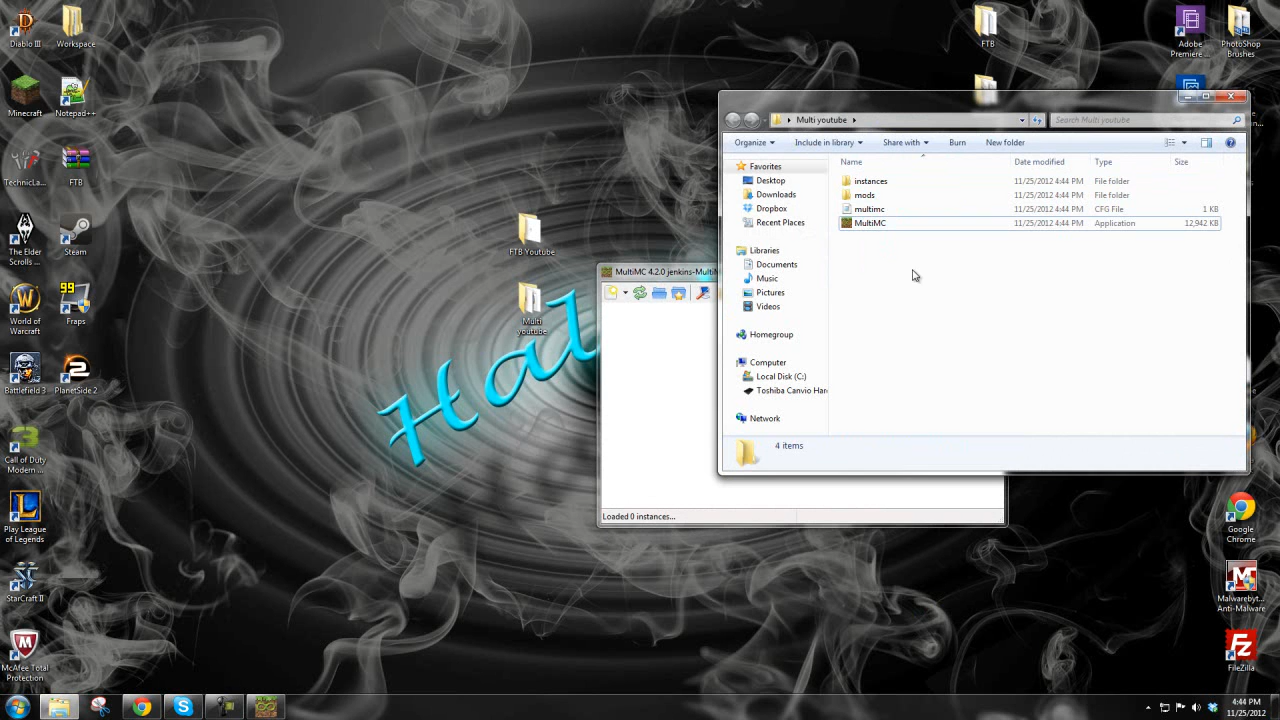 Diablo III
Workspace
Minecraft
Notepad++
TechnicLa...
FTB
The Elder
Scrolls ...
Steam
World of
Warcraft
99
Fraps
Battlefield 3
2
PlanetSide 2
3
Call of Duty
Modern ...
L
Play League
of Legends
StarCraft II
McAfee Total
Protection
FTB Youtube
Multi
youtube
Hal
FTB
Adobe
Premiere ...
PhotoShop
Brushes
Google
Chrome
Malwarebyt...
Anti-Malware
FileZilla
MultiMC 4.2.0 jenkins-MultiM
Loaded 0 instances...
Multi youtube
Search Multi youtube
Organize
Include in library
Share with
Burn
New folder
Name
Date modified
Type
Size
Favorites
Desktop
Downloads
Dropbox
Recent Places
Libraries
Documents
Music
Pictures
Videos
Homegroup
Computer
Local Disk (C:)
Toshiba Canvio Har
Network
instances 11/25/2012 4:44 PM File folder
mods 11/25/2012 4:44 PM File folder
multimc 11/25/2012 4:44 PM CFG File 1 KB
MultiMC 11/25/2012 4:44 PM Application 12,942 KB
4 items
4:44 PM
11/25/2012